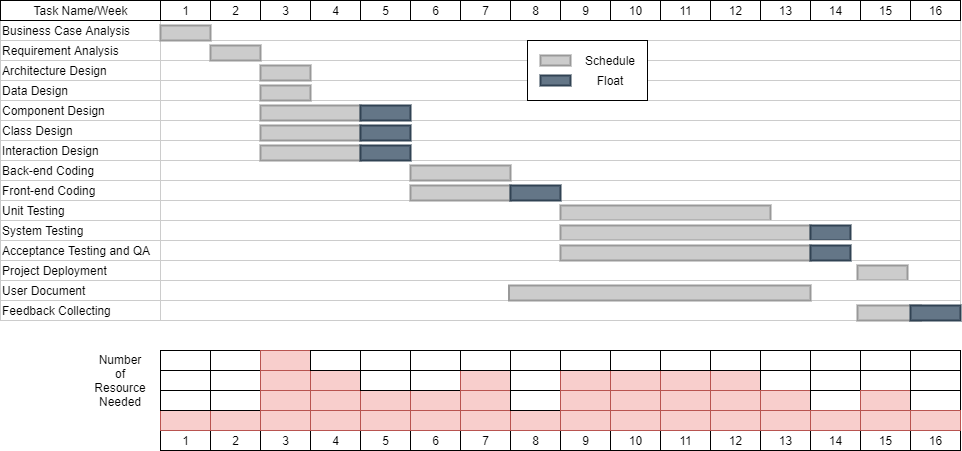 Task Name/Week 1 2 3 4 5 6 7 8 9 10 11 12 13 14 15 16
Business Case Analysis
Requirement Analysis
Architecture Design
Data Design
Component Design
Class Design
Interaction Design
Back-end Coding
Front-end Coding
Unit Testing
System Testing
Acceptance Testing and QA
Project Deployment
User Document
Feedback Collecting
Schedule
Float
Number
of
Resource
Needed
1 2 3 4 5 6 7 8 9 10 11 12 13 14 15 16